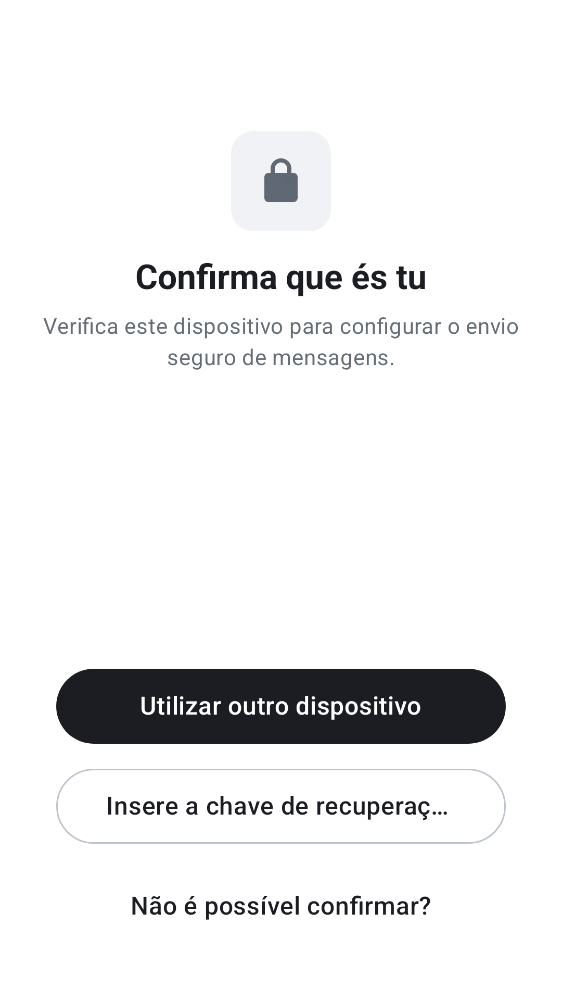 Confirma que és tu
Verifica este dispositivo para configurar o envio
seguro de mensagens.
Utilizar outro dispositivo
Insere a chave de recuperaç…
Não é possível confirmar?